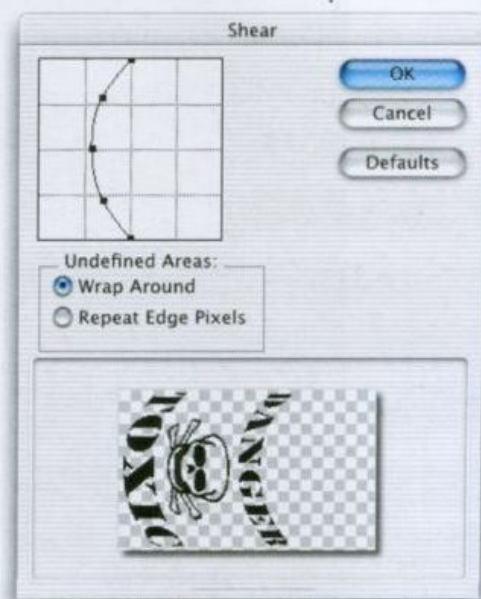 Shear
OK
Cancel
Defaults
Undefined Areas:
Wrap Around
Repeat Edge Pixels
TOXIC
DANGER